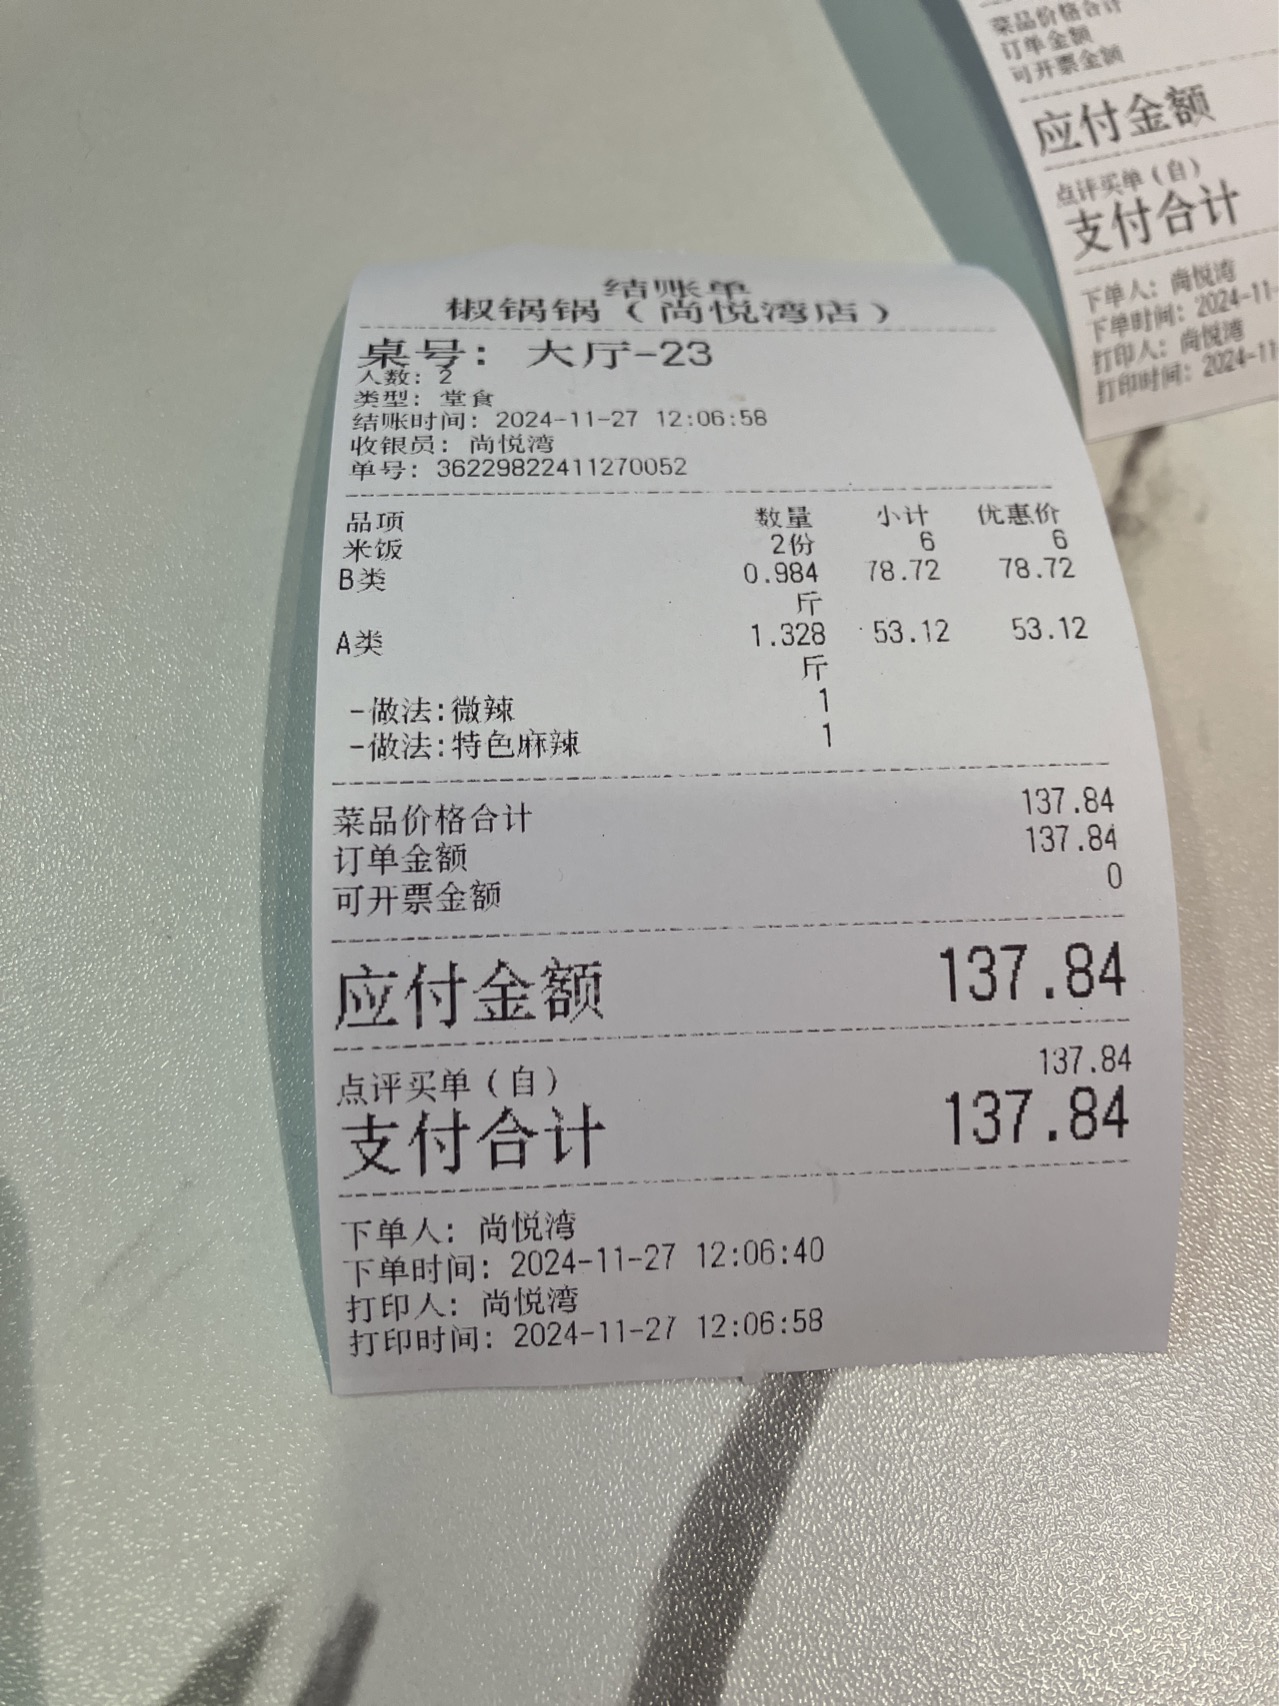 菜品价格合计
订单金额
可开票金额
应付金额
点评买单(自)
支付合计
下单人: 尚悦湾
下单时间: 2024-11-
打印人: 尚悦湾
打印时间: 2024-11
结账单
椒锅锅(尚悦湾店)
桌号: 大厅-23
人数: 2
类型: 堂食
结账时间: 2024-11-27 12:06:58
收银员: 尚悦湾
单号: 36229822411270052
品项 数量 小计 优惠价
米饭 2份 6 6
B类 0.984 78.72 78.72
斤
A类 1.328 53.12 53.12
斤
-做法:微辣 1
-做法:特色麻辣 1
菜品价格合计 137.84
订单金额 137.84
可开票金额 0
应付金额 137.84
点评买单(自) 137.84
支付合计 137.84
下单人: 尚悦湾
下单时间: 2024-11-27 12:06:40
打印人: 尚悦湾
打印时间: 2024-11-27 12:06:58